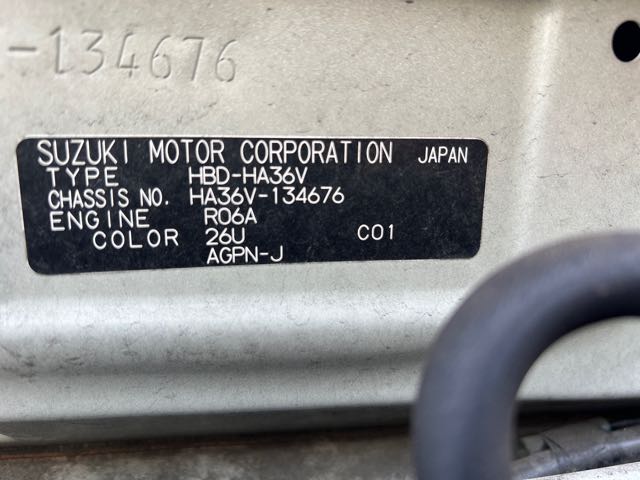 -134676
SUZUKI MOTOR CORPORATION JAPAN
TYPE HBD-HA36V
CHASSIS NO. HA36V-134676
ENGINE R06A
COLOR 26U C01
AGPN-J